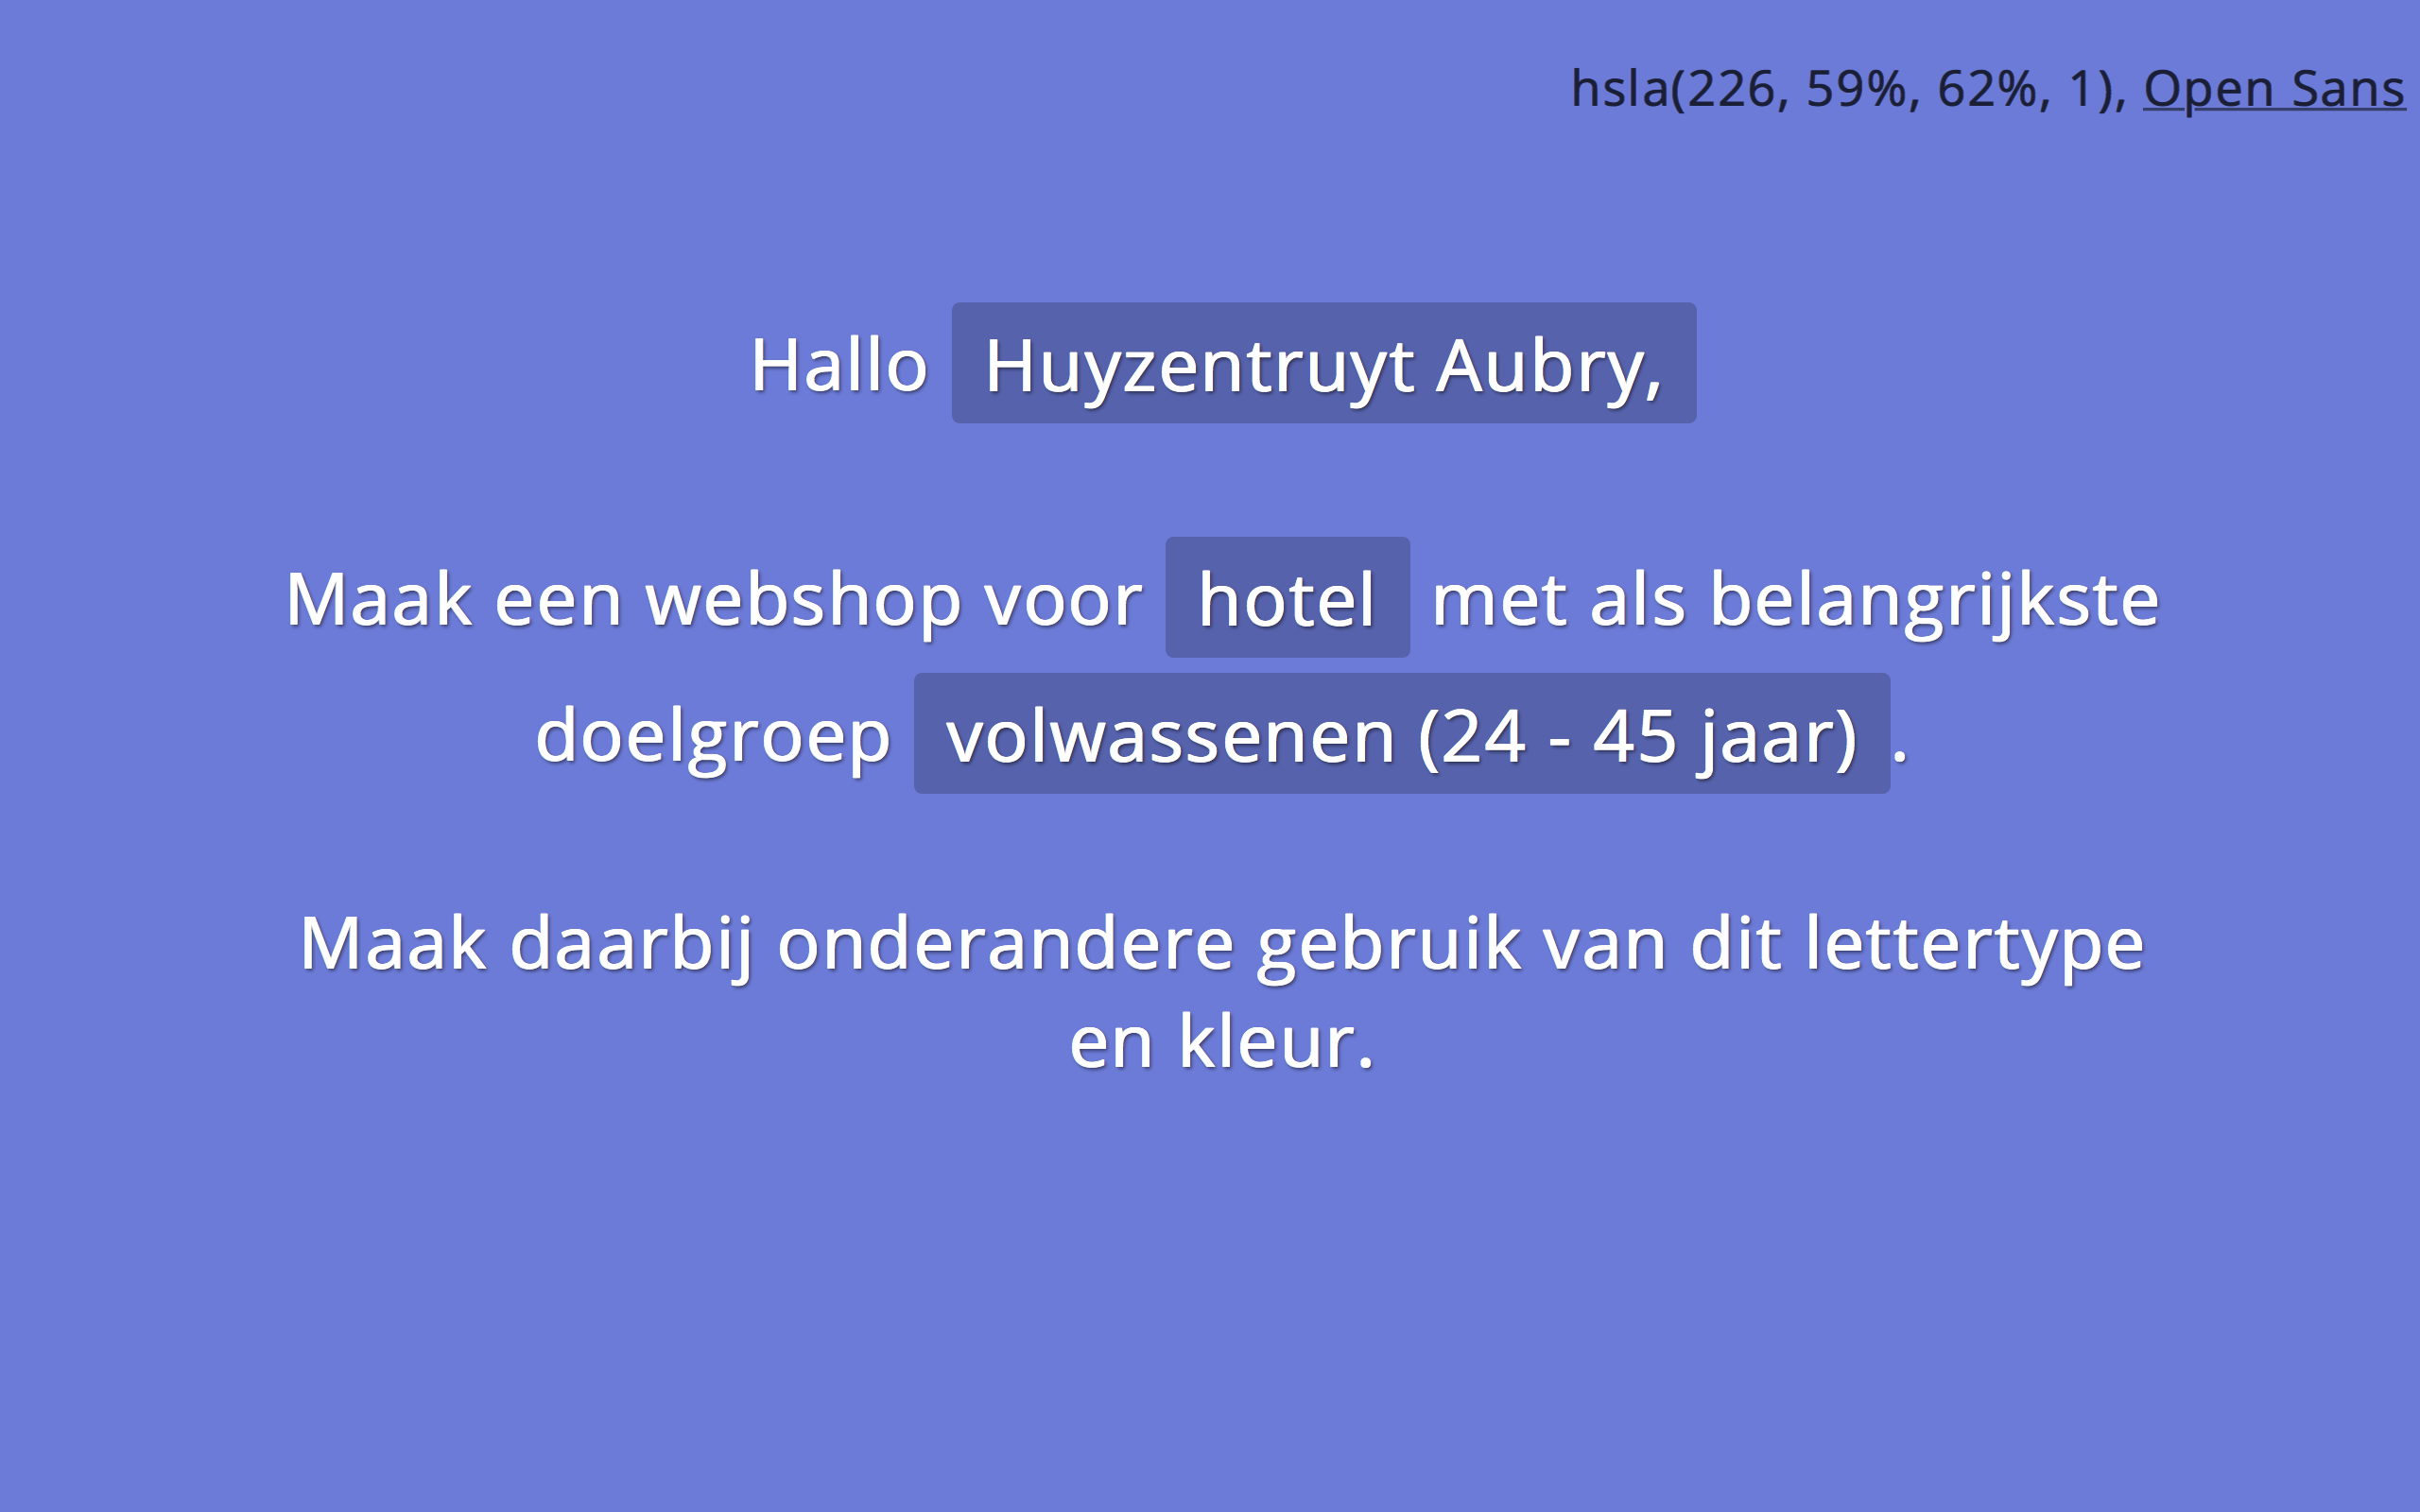 hsla(226, 59%, 62%, 1), Open Sans
Hallo Huyzentruyt Aubry,
Maak een webshop voor hotel met als belangrijkste
doelgroep volwassenen (24 - 45 jaar) .
Maak daarbij onderandere gebruik van dit lettertype
en kleur.